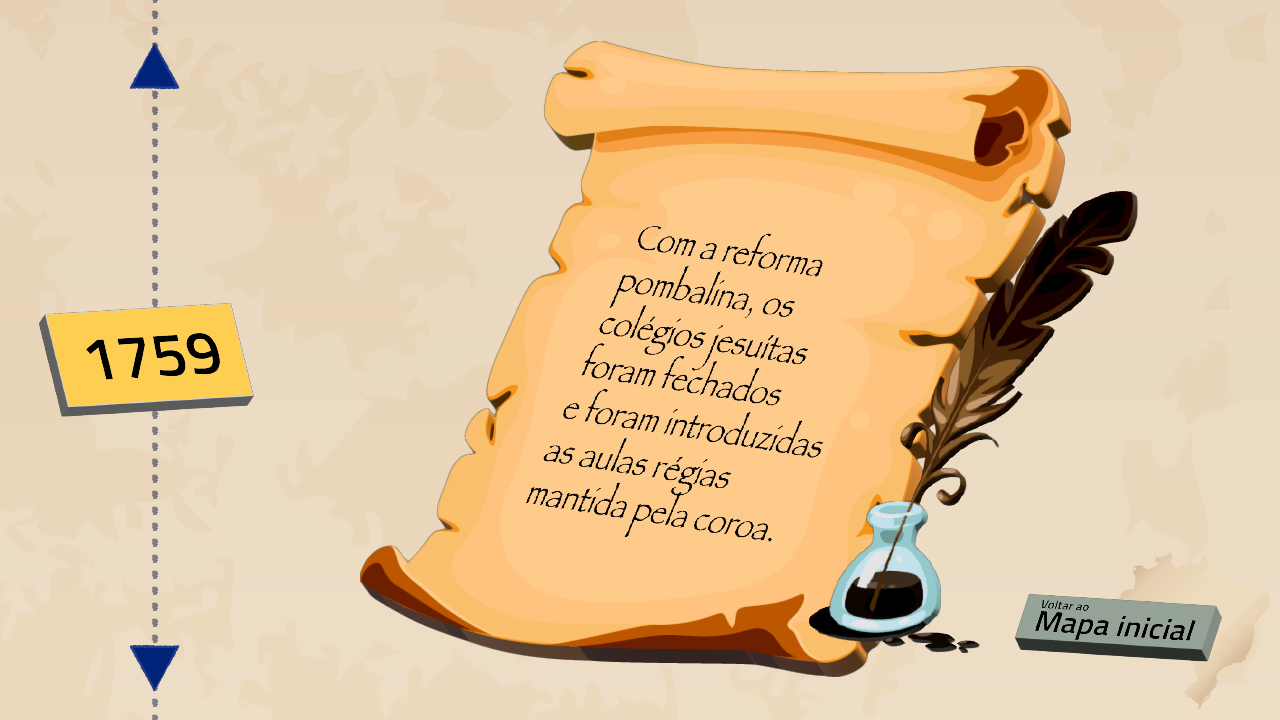 1759
Com a reforma
pombalina, os
colégios jesuítas
foram fechados
e foram introduzidas
as aulas régias
mantida pela coroa.
Voltar ao
Mapa inicial